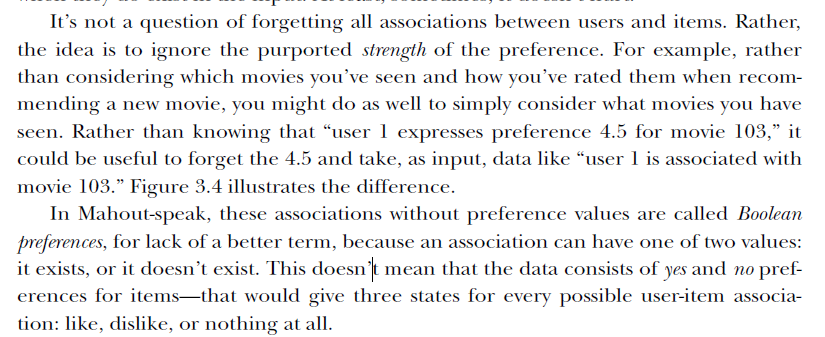 It's not a question of forgetting all associations between users and items. Rather,
the idea is to ignore the purported strength of the preference. For example, rather
than considering which movies you've seen and how you've rated them when recom-
mending a new movie, you might do as well to simply consider what movies you have
seen. Rather than knowing that “user 1 expresses preference 4.5 for movie 103,” it
could be useful to forget the 4.5 and take, as input, data like “user 1 is associated with
movie 103.” Figure 3.4 illustrates the difference.
In Mahout-speak, these associations without preference values are called Boolean
preferences, for lack of a better term, because an association can have one of two values:
it exists, or it doesn't exist. This doesn't mean that the data consists of yes and no pref-
erences for items—that would give three states for every possible user-item associa-
tion: like, dislike, or nothing at all.